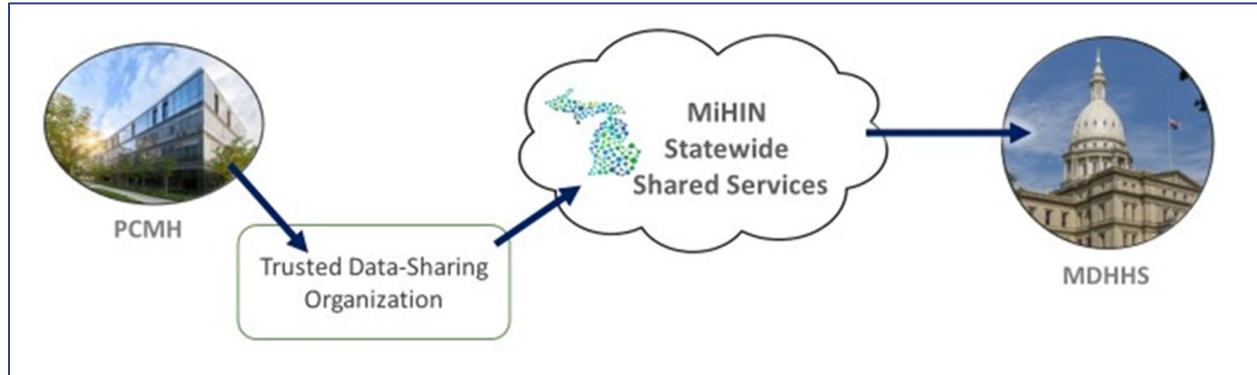 PCMH
Trusted Data-Sharing
Organization
MiHIN
Statewide
Shared Services
MDHHS